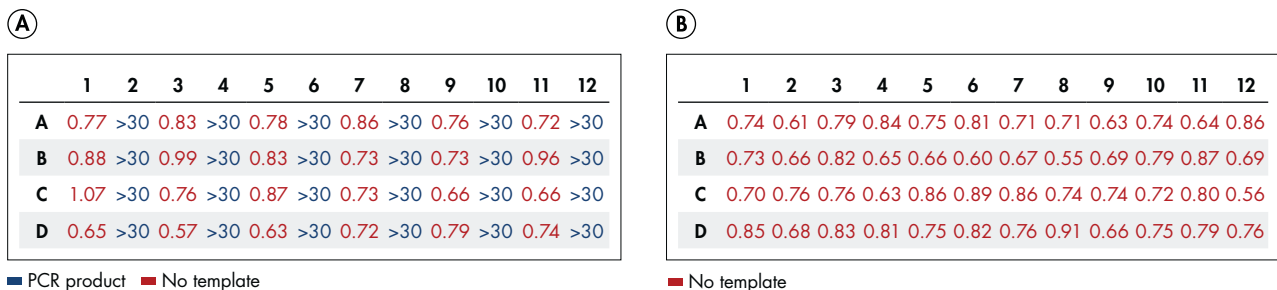 A
1 2 3 4 5 6 7 8 9 10 11 12
A 0.77 >30 0.83 >30 0.78 >30 0.86 >30 0.76 >30 0.72 >30
B 0.88 >30 0.99 >30 0.83 >30 0.73 >30 0.73 >30 0.96 >30
C 1.07 >30 0.76 >30 0.87 >30 0.73 >30 0.66 >30 0.66 >30
D 0.65 >30 0.57 >30 0.63 >30 0.72 >30 0.79 >30 0.74 >30
PCR product No template
B
1 2 3 4 5 6 7 8 9 10 11 12
A 0.74 0.61 0.79 0.84 0.75 0.81 0.71 0.71 0.63 0.74 0.64 0.86
B 0.73 0.66 0.82 0.65 0.66 0.60 0.67 0.55 0.69 0.79 0.87 0.69
C 0.70 0.76 0.76 0.63 0.86 0.89 0.86 0.74 0.74 0.72 0.80 0.56
D 0.85 0.68 0.83 0.81 0.75 0.82 0.76 0.91 0.66 0.75 0.79 0.76
No template